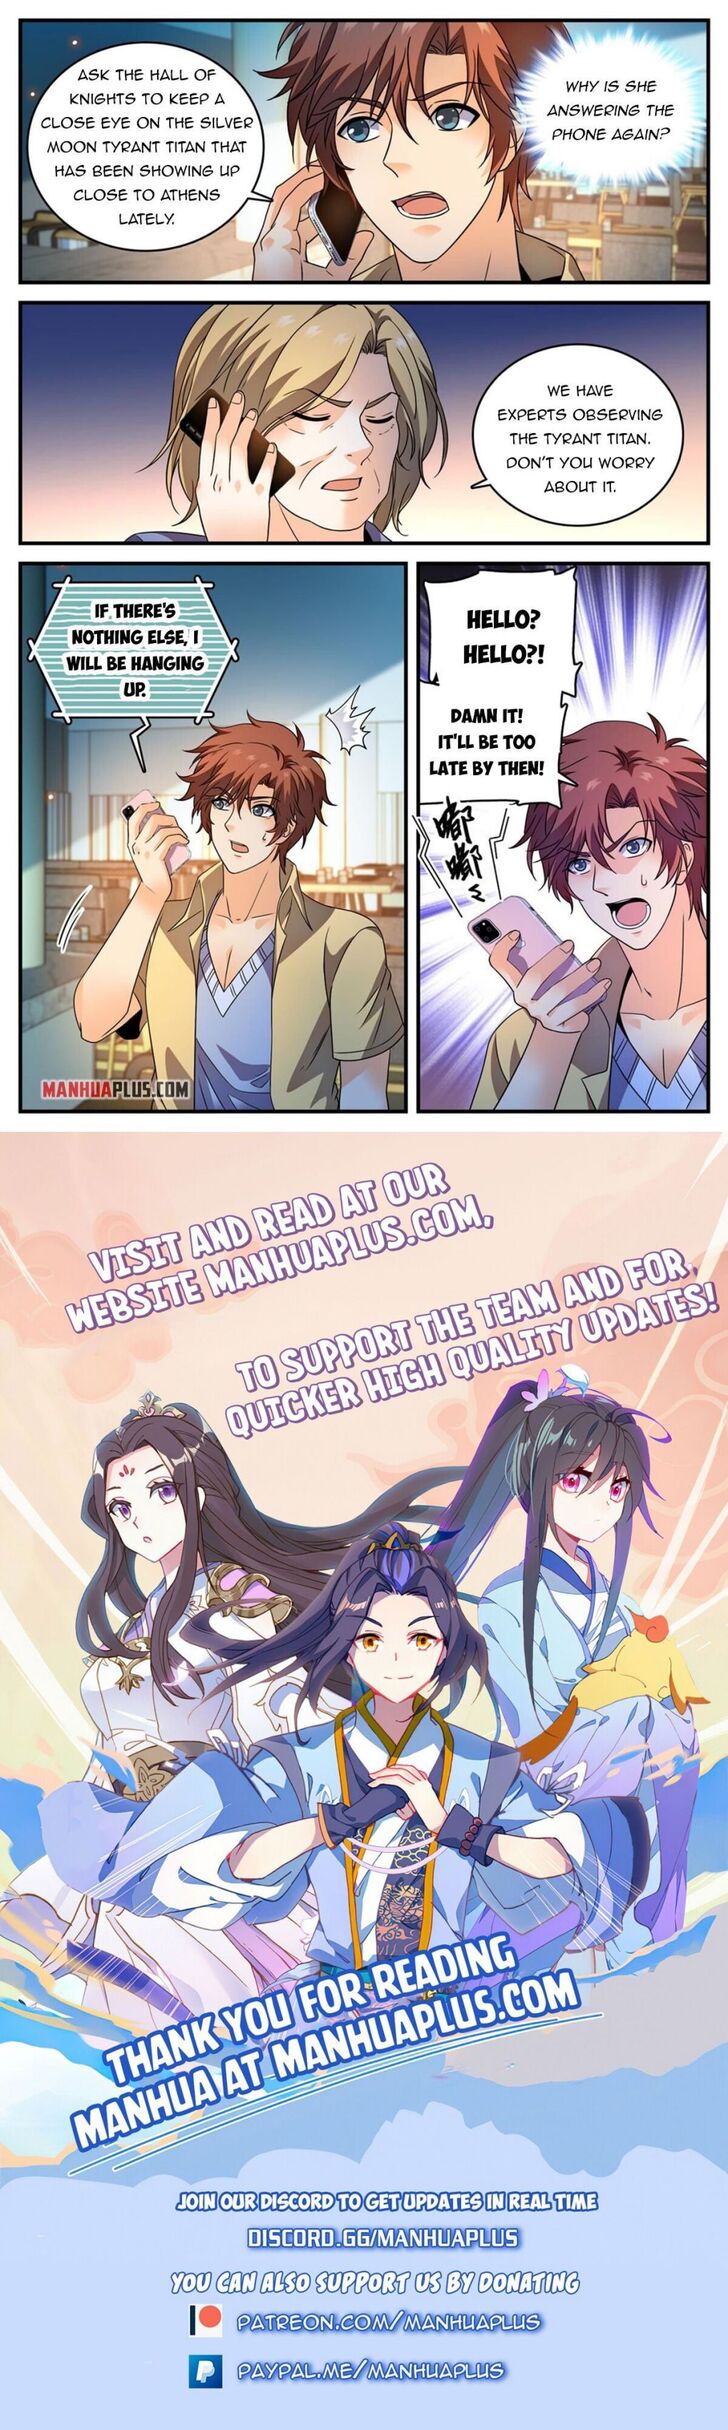 ASK THE HALL OF
KNIGHTS TO KEEP A
CLOSE EYE ON THE SILVER
MOON TYRANT TITAN THAT
HAS BEEN SHOWING UP
CLOSE TO ATHENS
LATELY.
WHY IS SHE
ANSWERING THE
PHONE AGAIN?
WE HAVE
EXPERTS OBSERVING
THE TYRANT TITAN.
DON'T YOU WORRY
ABOUT IT.
IF THERE'S
NOTHING ELSE, I
WILL BE HANGING
UP.
HELLO?
HELLO?!
DAMN IT!
IT'LL BE TOO
LATE BY THEN!
嘟
嘟
MANHUAPLUS.COM
VISIT AND READ AT OUR
WEBSITE MANHUAPLUS.COM,
TO SUPPORT THE TEAM AND FOR
QUICKER HIGH QUALITY UPDATES!
THANK YOU FOR READING
MANHUA AT MANHUAPLUS.COM
JOIN OUR DISCORD TO GET UPDATES IN REAL TIME
DISCORD.GG/MANHUAPLUS
YOU CAN ALSO SUPPORT US BY DONATING
PATREON.COM/MANHUAPLUS
PAYPAL.ME/MANHUAPLUS